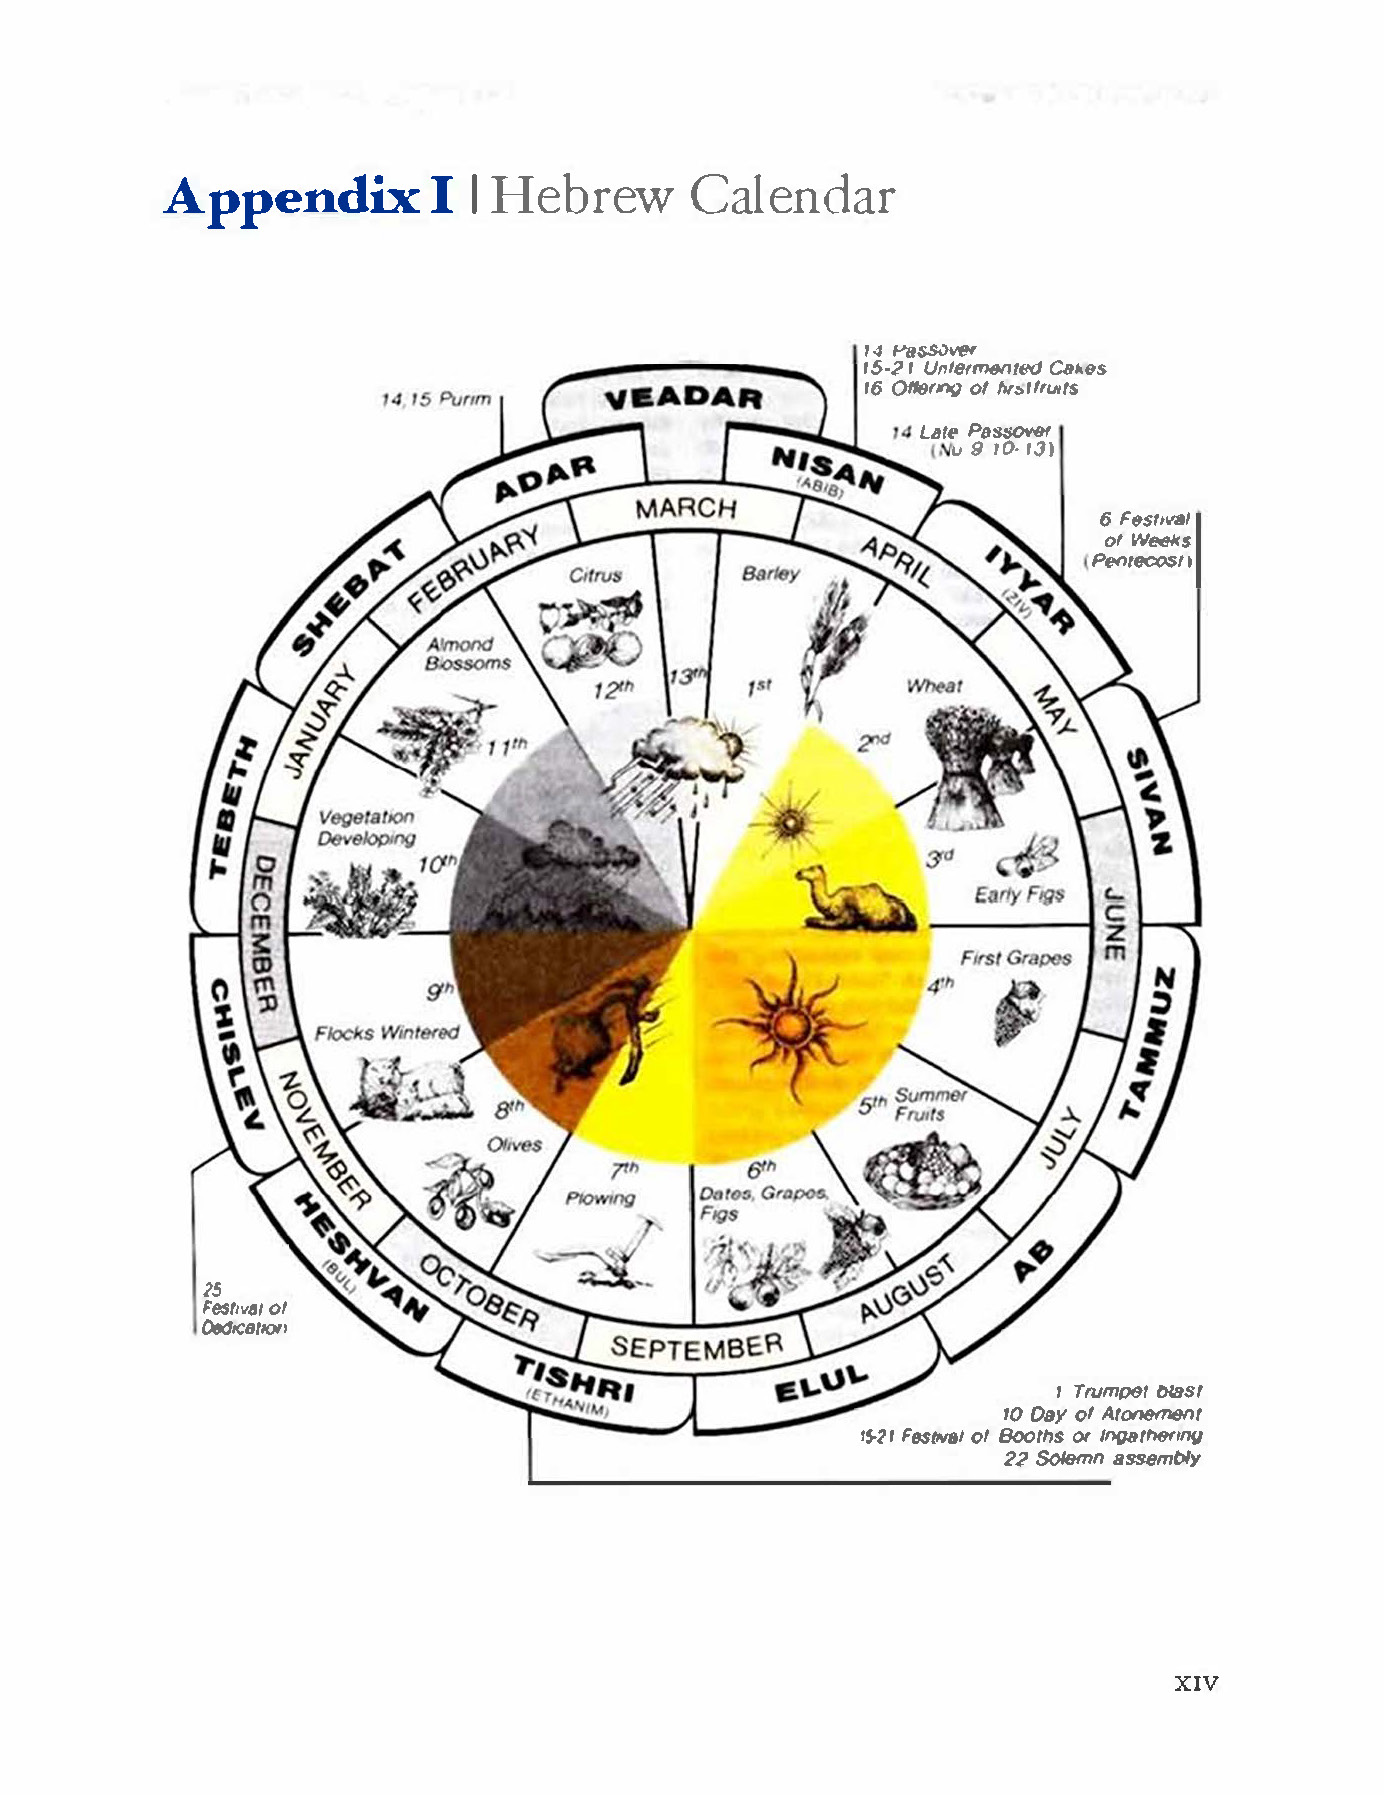 Appendix I | Hebrew Calendar
14 Passover
15-21 Unfermented Cakes
16 Offering of firstfruits
14, 15 Purim
14 Late Passover
(Nu 9 10-13)
6 Festival
of Weeks
(Pentecost)
VEADAR
ADAR
NISAN
(ABIB)
SHEBAT
IYYAR
(ZIV)
TEBETH
SIVAN
CHISLEV
TAMMUZ
HESHVAN
(BUL)
AB
TISHRI
(ETHANIM)
ELUL
MARCH
FEBRUARY
APRIL
JANUARY
MAY
DECEMBER
JUNE
NOVEMBER
JULY
OCTOBER
AUGUST
SEPTEMBER
Citrus
12th
13th
Barley
1st
Almond
Blossoms
11th
Wheat
2nd
Vegetation
Developing
10th
3rd
Early Figs
9th
Flocks Wintered
First Grapes
4th
8th
Olives
5th Summer
Fruits
7th
Plowing
6th
Dates, Grapes,
Figs
25
Festival of
Dedication
1 Trumpet blast
10 Day of Atonement
15-21 Festival of Booths or Ingathering
22 Solemn assembly
XIV